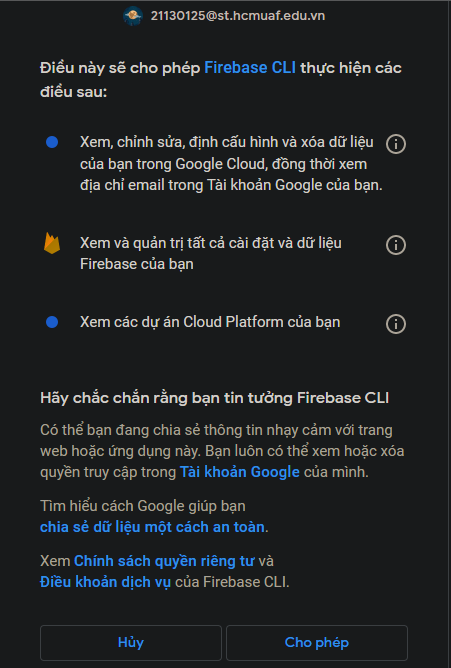 21130125@st.hcmuaf.edu.vn
Điều này sẽ cho phép Firebase CLI thực hiện các
điều sau:
Xem, chỉnh sửa, định cấu hình và xóa dữ liệu
của bạn trong Google Cloud, đồng thời xem
địa chỉ email trong Tài khoản Google của bạn.
Xem và quản trị tất cả cài đặt và dữ liệu
Firebase của bạn
Xem các dự án Cloud Platform của bạn
Hãy chắc chắn rằng bạn tin tưởng Firebase CLI
Có thể bạn đang chia sẻ thông tin nhạy cảm với trang
web hoặc ứng dụng này. Bạn luôn có thể xem hoặc xóa
quyền truy cập trong Tài khoản Google của mình.
Tìm hiểu cách Google giúp bạn
chia sẻ dữ liệu một cách an toàn.
Xem Chính sách quyền riêng tư và
Điều khoản dịch vụ của Firebase CLI.
Hủy
Cho phép